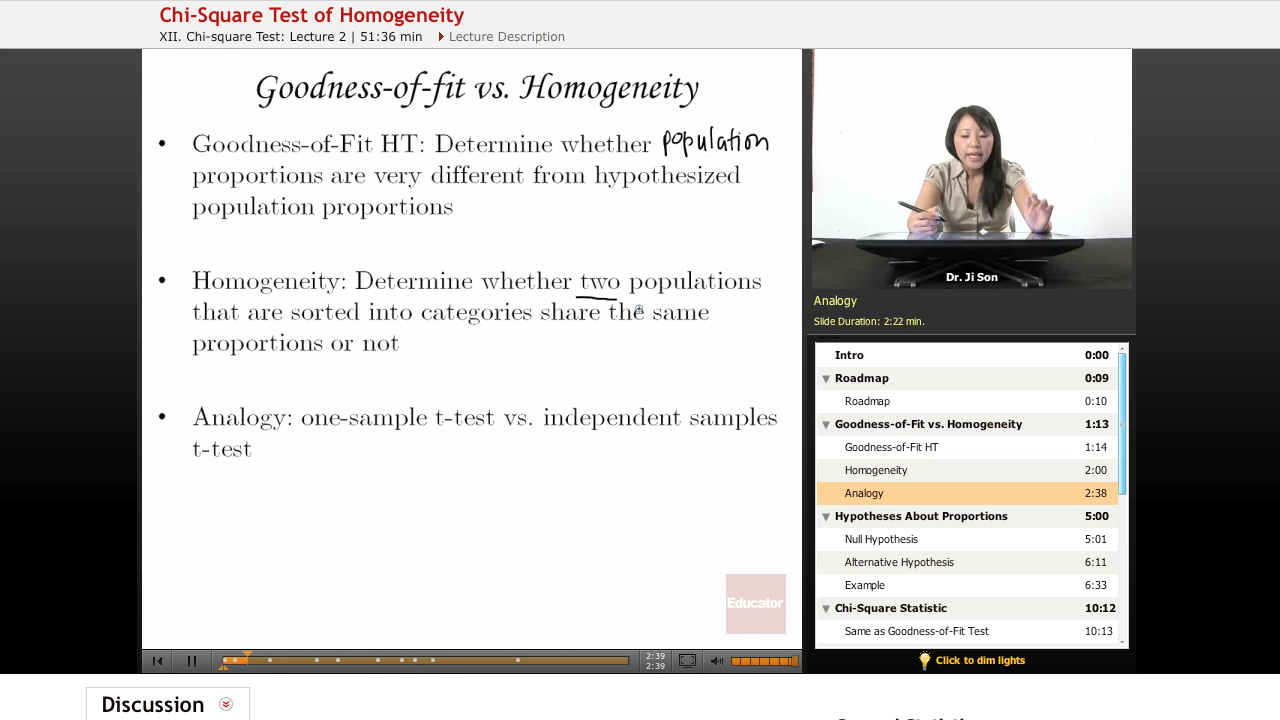 Chi-Square Test of Homogeneity
XII. Chi-square Test: Lecture 2 | 51:36 min Lecture Description
Goodness-of-fit vs. Homogeneity
• Goodness-of-Fit HT: Determine whether population
proportions are very different from hypothesized
population proportions
• Homogeneity: Determine whether two populations
that are sorted into categories share the same
proportions or not
• Analogy: one-sample t-test vs. independent samples
t-test
Educator
2:39
2:39
Dr. Ji Son
Analogy
Slide Duration: 2:22 min.
Intro 0:00
Roadmap 0:09
Roadmap 0:10
Goodness-of-Fit vs. Homogeneity 1:13
Goodness-of-Fit HT 1:14
Homogeneity 2:00
Analogy 2:38
Hypotheses About Proportions 5:00
Null Hypothesis 5:01
Alternative Hypothesis 6:11
Example 6:33
Chi-Square Statistic 10:12
Same as Goodness-of-Fit Test 10:13
Click to dim lights
Discussion